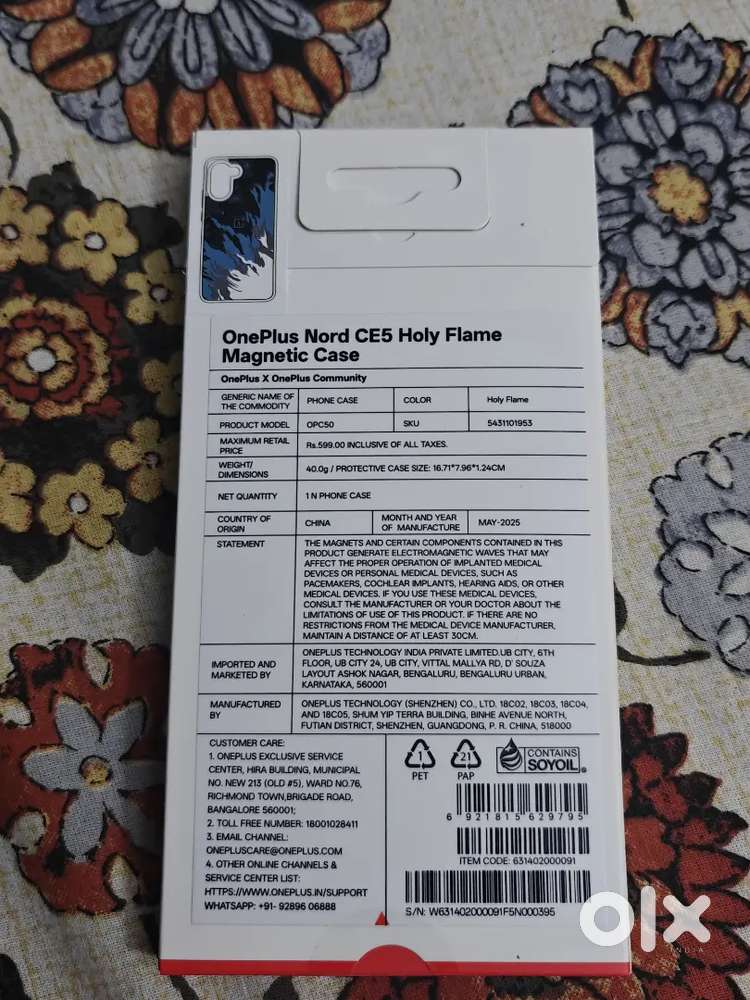 OnePlus Nord CE5 Holy Flame
Magnetic Case
OnePlus X OnePlus Community
GENERIC NAME OF
THE COMMODITY
PHONE CASE
COLOR
Holy Flame
PRODUCT MODEL
OPC50
SKU
5431101953
MAXIMUM RETAIL
PRICE
Rs.599.00 INCLUSIVE OF ALL TAXES.
WEIGHT/
DIMENSIONS
40.0g / PROTECTIVE CASE SIZE: 16.71*7.96*1.24CM
NET QUANTITY
1 N PHONE CASE
COUNTRY OF
ORIGIN
CHINA
MONTH AND YEAR
OF MANUFACTURE
MAY-2025
STATEMENT
THE MAGNETS AND CERTAIN COMPONENTS CONTAINED IN THIS
PRODUCT GENERATE ELECTROMAGNETIC WAVES THAT MAY
AFFECT THE PROPER OPERATION OF IMPLANTED MEDICAL
DEVICES OR PERSONAL MEDICAL DEVICES, SUCH AS
PACEMAKERS, COCHLEAR IMPLANTS, HEARING AIDS, OR OTHER
MEDICAL DEVICES. IF YOU USE THESE MEDICAL DEVICES,
CONSULT THE MANUFACTURER OR YOUR DOCTOR ABOUT THE
LIMITATIONS OF USE OF THIS PRODUCT. IF THERE ARE NO
RESTRICTIONS FROM THE MEDICAL DEVICE MANUFACTURER,
MAINTAIN A DISTANCE OF AT LEAST 30CM.
IMPORTED AND
MARKETED BY
ONEPLUS TECHNOLOGY INDIA PRIVATE LIMITED.UB CITY, 6TH
FLOOR, UB CITY 24, UB CITY, VITTAL MALLYA RD, D' SOUZA
LAYOUT ASHOK NAGAR, BENGALURU, BENGALURU URBAN,
KARNATAKA, 560001
MANUFACTURED
BY
ONEPLUS TECHNOLOGY (SHENZHEN) CO., LTD. 18C02, 18C03, 18C04,
AND 18C05, SHUM YIP TERRA BUILDING, BINHE AVENUE NORTH,
FUTIAN DISTRICT, SHENZHEN, GUANGDONG, P. R. CHINA, 518000
CUSTOMER CARE:
1. ONEPLUS EXCLUSIVE SERVICE
CENTER, HIRA BUILDING, MUNICIPAL
NO. NEW 213 (OLD #5), WARD NO.76,
RICHMOND TOWN,BRIGADE ROAD,
BANGALORE 560001;
2. TOLL FREE NUMBER: 18001028411
3. EMAIL CHANNEL:
ONEPLUSCARE@ONEPLUS.COM
4. OTHER ONLINE CHANNELS &
SERVICE CENTER LIST:
HTTPS://WWW.ONEPLUS.IN/SUPPORT
WHATSAPP: +91- 92896 06888
1
PET
21
PAP
CONTAINS
SOYOIL
6 921815 629795
ITEM CODE: 631402000091
S/N: W631402000091F5N000395
olx
INDIA